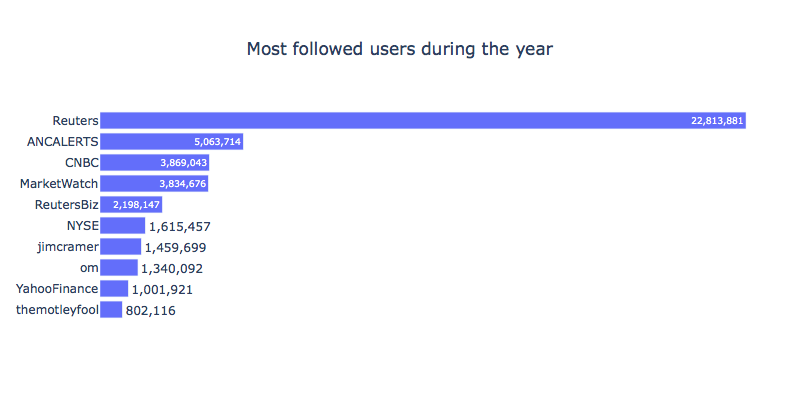 Most followed users during the year
Reuters 22,813,881
ANCALERTS 5,063,714
CNBC 3,869,043
MarketWatch 3,834,676
ReutersBiz 2,198,147
NYSE 1,615,457
jimcramer 1,459,699
om 1,340,092
YahooFinance 1,001,921
themotleyfool 802,116